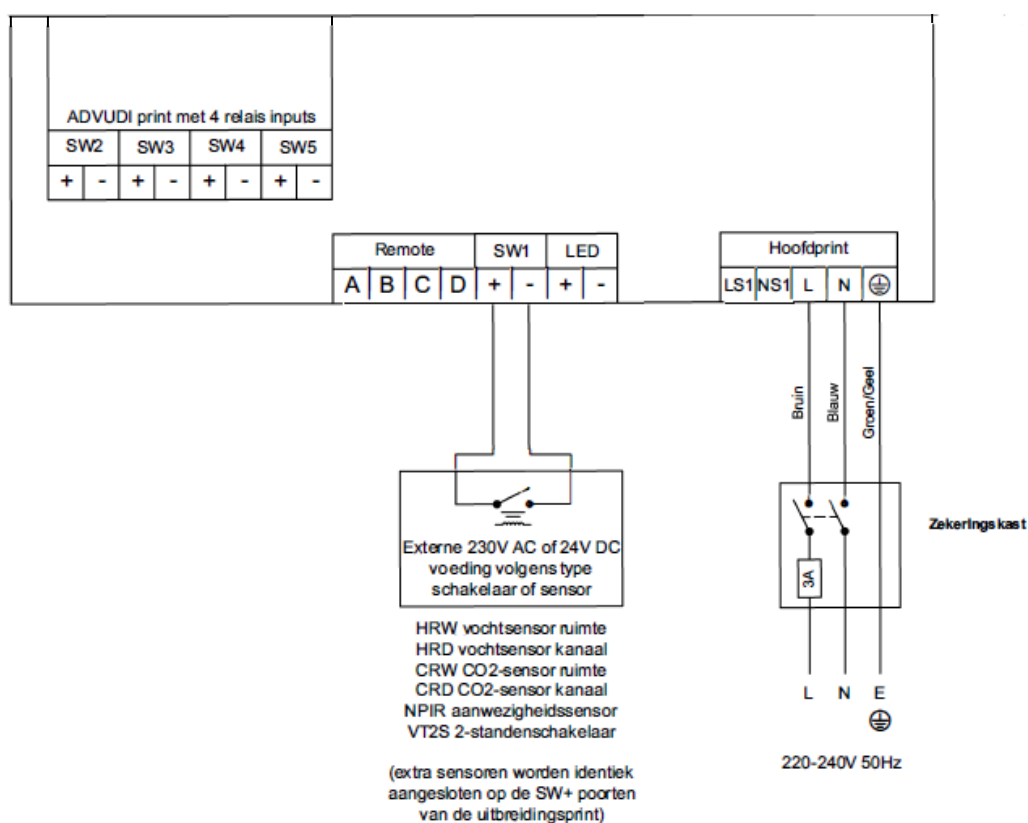 ADVUDI print met 4 relais inputs
SW2 SW3 SW4 SW5
+ - + - + - + -
Remote SW1 LED
A B C D + - + -
Hoofdprint
LS1 NS1 L N
Bruin
Blauw
Groen/Geel
Externe 230V AC of 24V DC
voeding volgens type
schakelaar of sensor
Zekeringskast
3A
HRW vochtsensor ruimte
HRD vochtsensor kanaal
CRW CO2-sensor ruimte
CRD CO2-sensor kanaal
NPIR aanwezigheidssensor
VT2S 2-standenschakelaar
(extra sensoren worden identiek
aangesloten op de SW+ poorten
van de uitbreidingsprint)
L N E
220-240V 50Hz